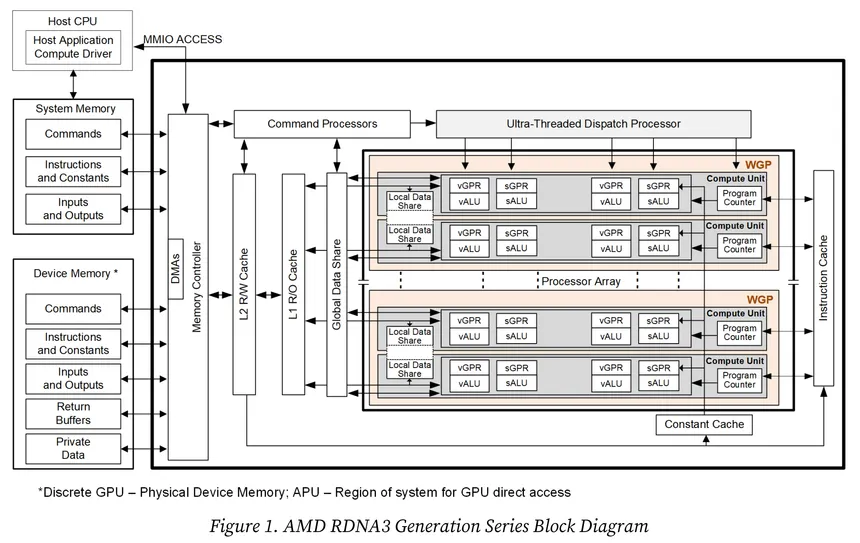 Host CPU
Host Application
Compute Driver
MMIO ACCESS
System Memory
Commands
Instructions
and Constants
Inputs
and Outputs
Device Memory *
Commands
Instructions
and Constants
Inputs
and Outputs
Return
Buffers
Private
Data
DMAs
Memory Controller
Command Processors
Ultra-Threaded Dispatch Processor
L2 R/W Cache
L1 R/O Cache
Global Data Share
WGP
Compute Unit
Local Data
Share
vGPR
vALU
sGPR
sALU
vGPR
vALU
sGPR
sALU
Program
Counter
Compute Unit
Local Data
Share
vGPR
vALU
sGPR
sALU
vGPR
vALU
sGPR
sALU
Program
Counter
Processor Array
WGP
Compute Unit
Local Data
Share
vGPR
vALU
sGPR
sALU
vGPR
vALU
sGPR
sALU
Program
Counter
Compute Unit
Local Data
Share
vGPR
vALU
sGPR
sALU
vGPR
vALU
sGPR
sALU
Program
Counter
Instruction Cache
Constant Cache
*Discrete GPU – Physical Device Memory; APU – Region of system for GPU direct access
Figure 1. AMD RDNA3 Generation Series Block Diagram